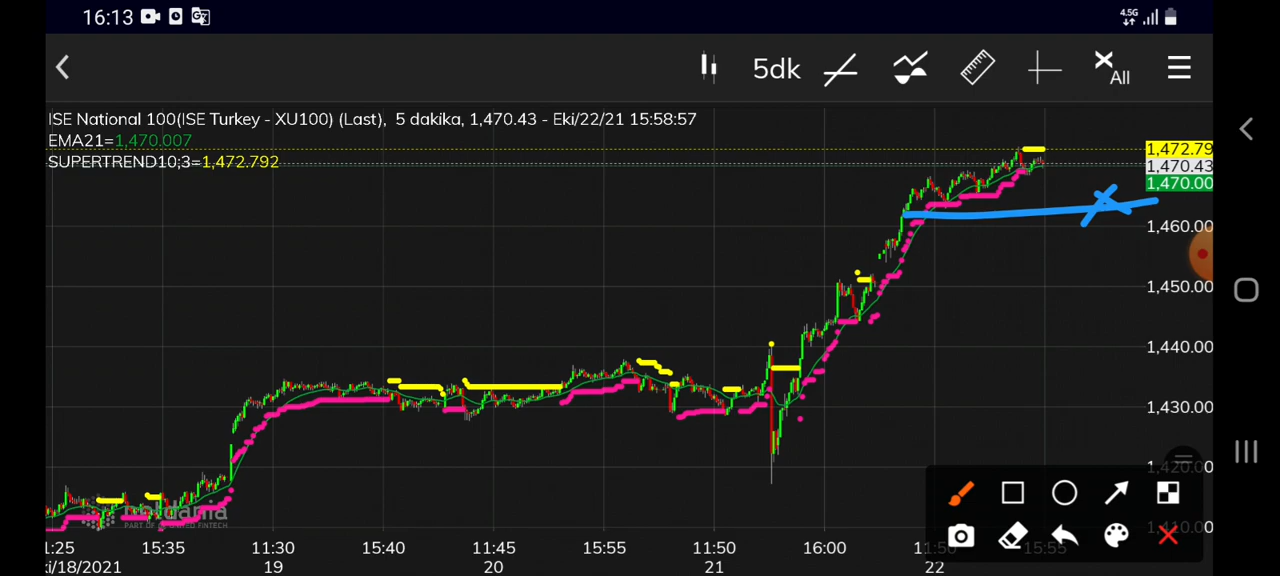 16:13
4.5G
5dk
All
ISE National 100(ISE Turkey - XU100) (Last), 5 dakika, 1,470.43 - Eki/22/21 15:58:57
EMA21=1,470.007
SUPERTREND10;3=1,472.792
1,472.79
1,470.43
1,470.00
1,460.00
1,450.00
1,440.00
1,430.00
1,420.00
1,410.00
1:25 15:35 11:30 15:40 11:45 15:55 11:50 16:00 11:50 15:55
ki/18/2021 19 20 21 22